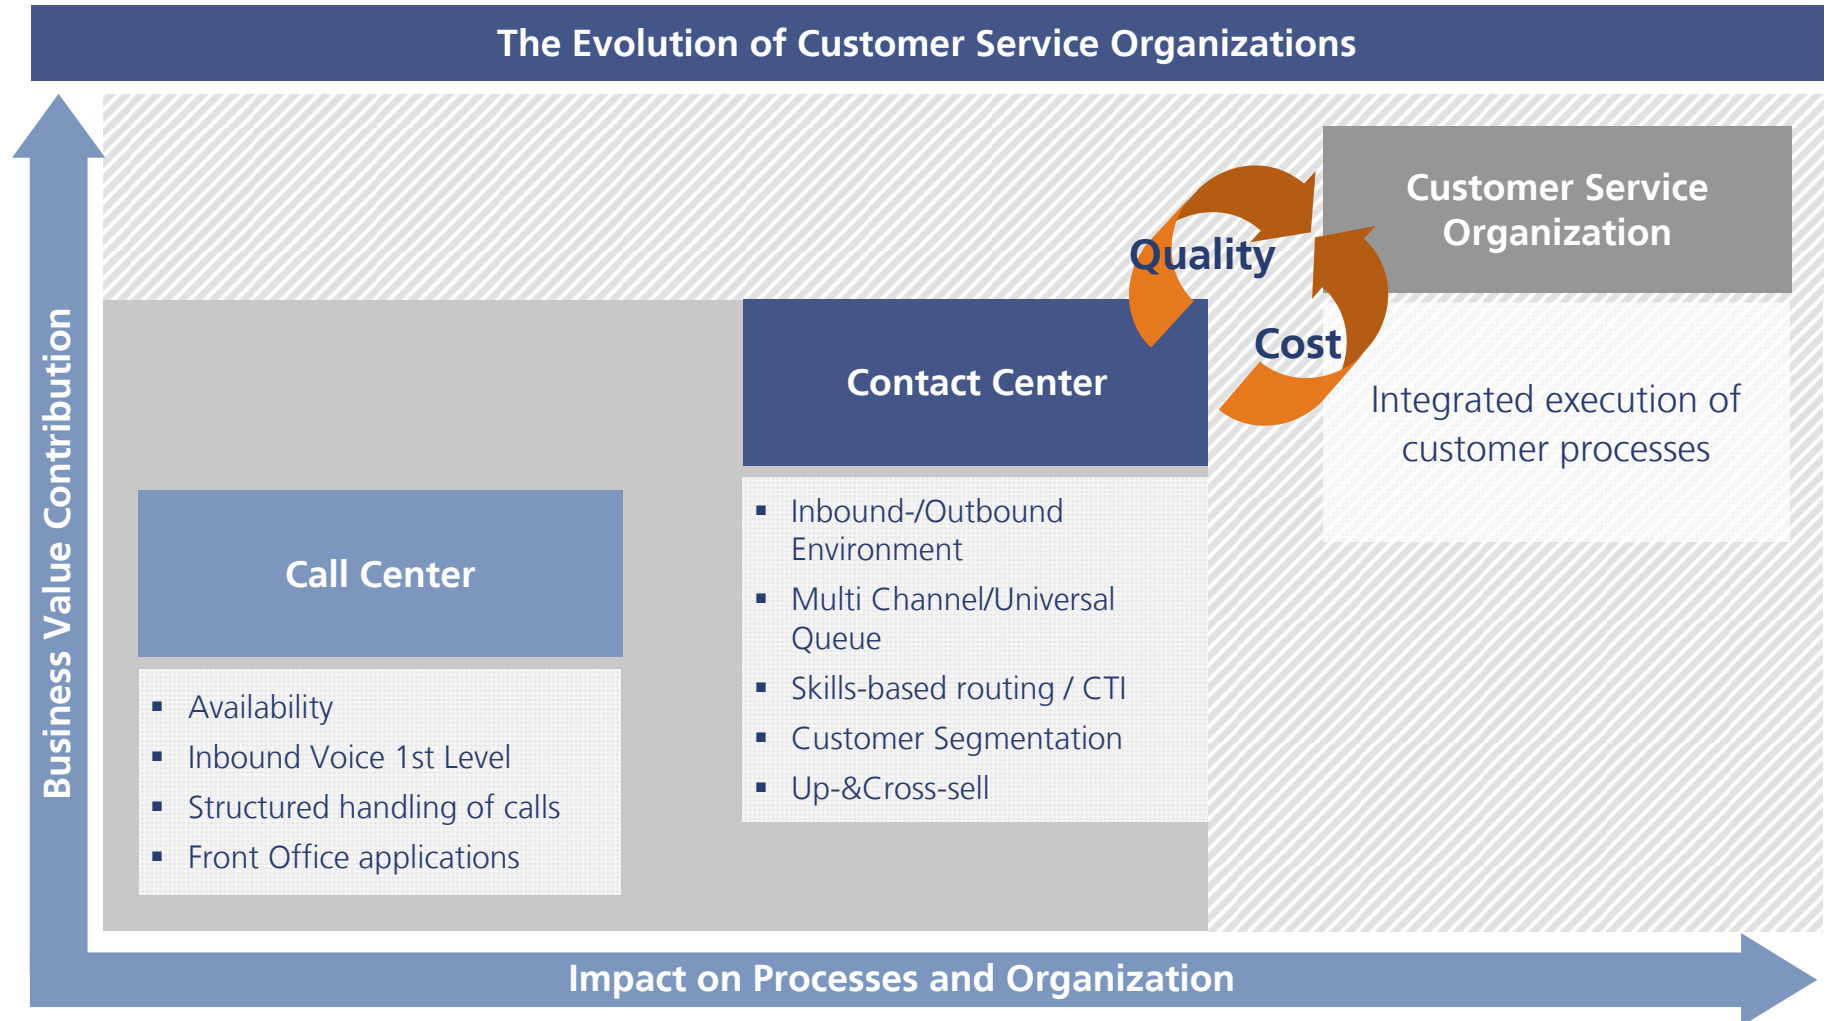 The Evolution of Customer Service Organizations
Business Value Contribution
Customer Service
Organization
Quality
Cost
Integrated execution of
customer processes
Contact Center
▪ Inbound-/Outbound
Environment
▪ Multi Channel/Universal
Queue
▪ Skills-based routing / CTI
▪ Customer Segmentation
▪ Up-&Cross-sell
Call Center
▪ Availability
▪ Inbound Voice 1st Level
▪ Structured handling of calls
▪ Front Office applications
Impact on Processes and Organization